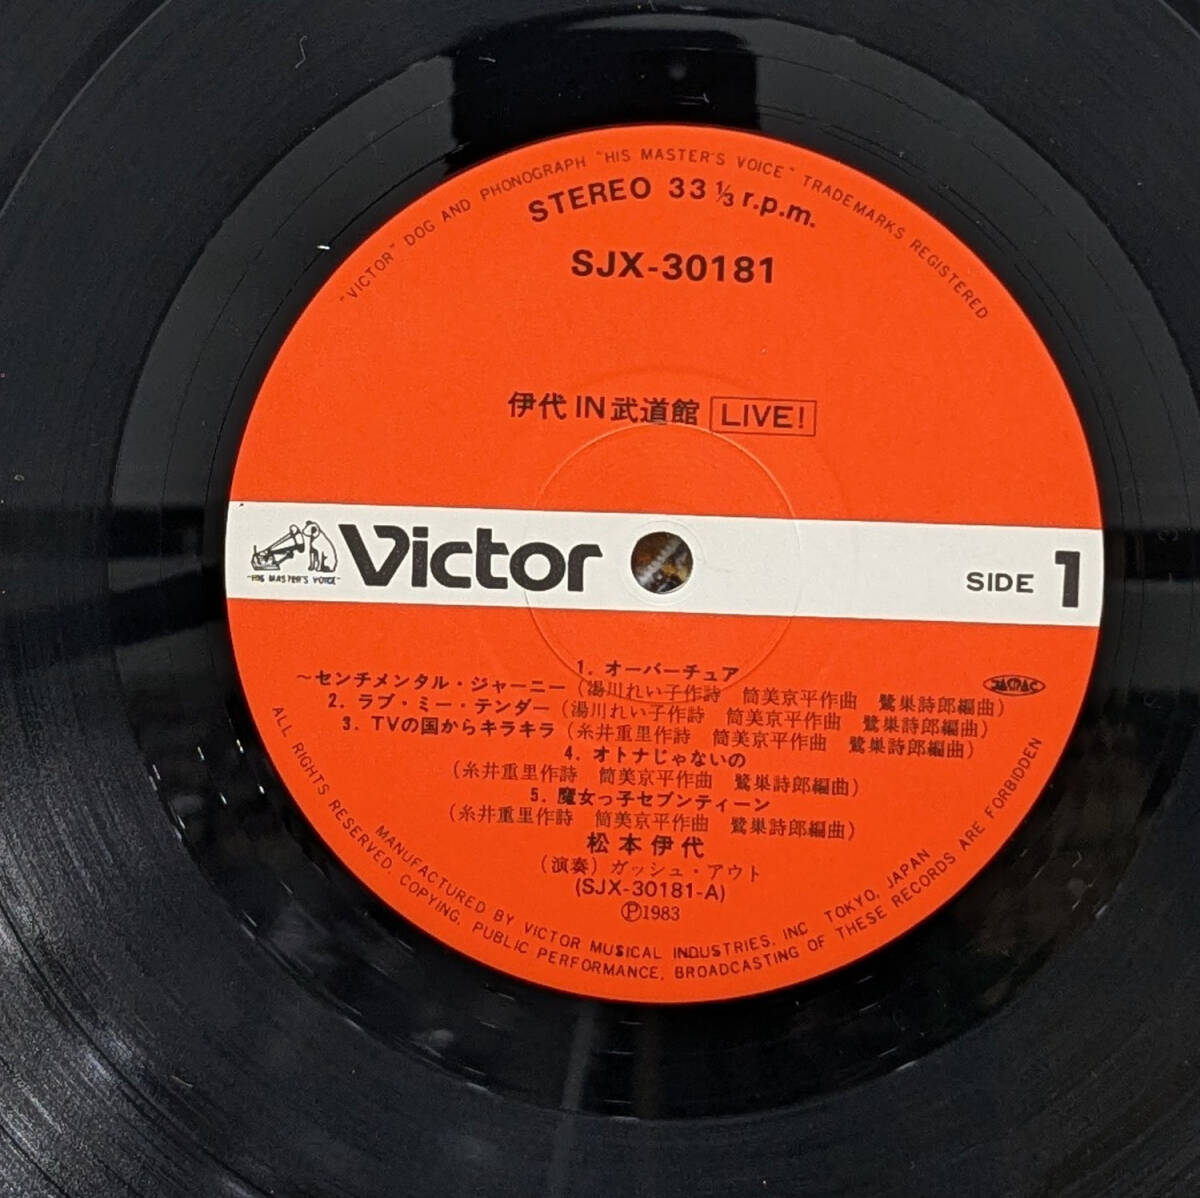 "VICTOR" DOG AND PHONOGRAPH "HIS MASTER'S VOICE" TRADEMARKS REGISTERED
STEREO 33 ⅓ r.p.m.
SJX-30181
伊代 IN 武道館 LIVE!
"HIS MASTER'S VOICE"
Victor
SIDE 1
1. オーバーチュア
～センチメンタル・ジャーニー(湯川れい子作詩 筒美京平作曲 鷺巣詩郎編曲)
JASRAC
2. ラブ・ミー・テンダー(湯川れい子作詩 筒美京平作曲 鷺巣詩郎編曲)
3. TVの国からキラキラ(糸井重里作詩 筒美京平作曲 鷺巣詩郎編曲)
4. オトナじゃないの
(糸井重里作詩 筒美京平作曲 鷺巣詩郎編曲)
5. 魔女っ子セブンティーン
(糸井重里作詩 筒美京平作曲 鷺巣詩郎編曲)
松本伊代
(演奏)ガッシュ・アウト
(SJX-30181-A)
Ⓟ1983
MANUFACTURED BY VICTOR MUSICAL INDUSTRIES, INC. TOKYO, JAPAN
ALL RIGHTS RESERVED. COPYING, PUBLIC PERFORMANCE, BROADCASTING OF THESE RECORDS ARE FORBIDDEN